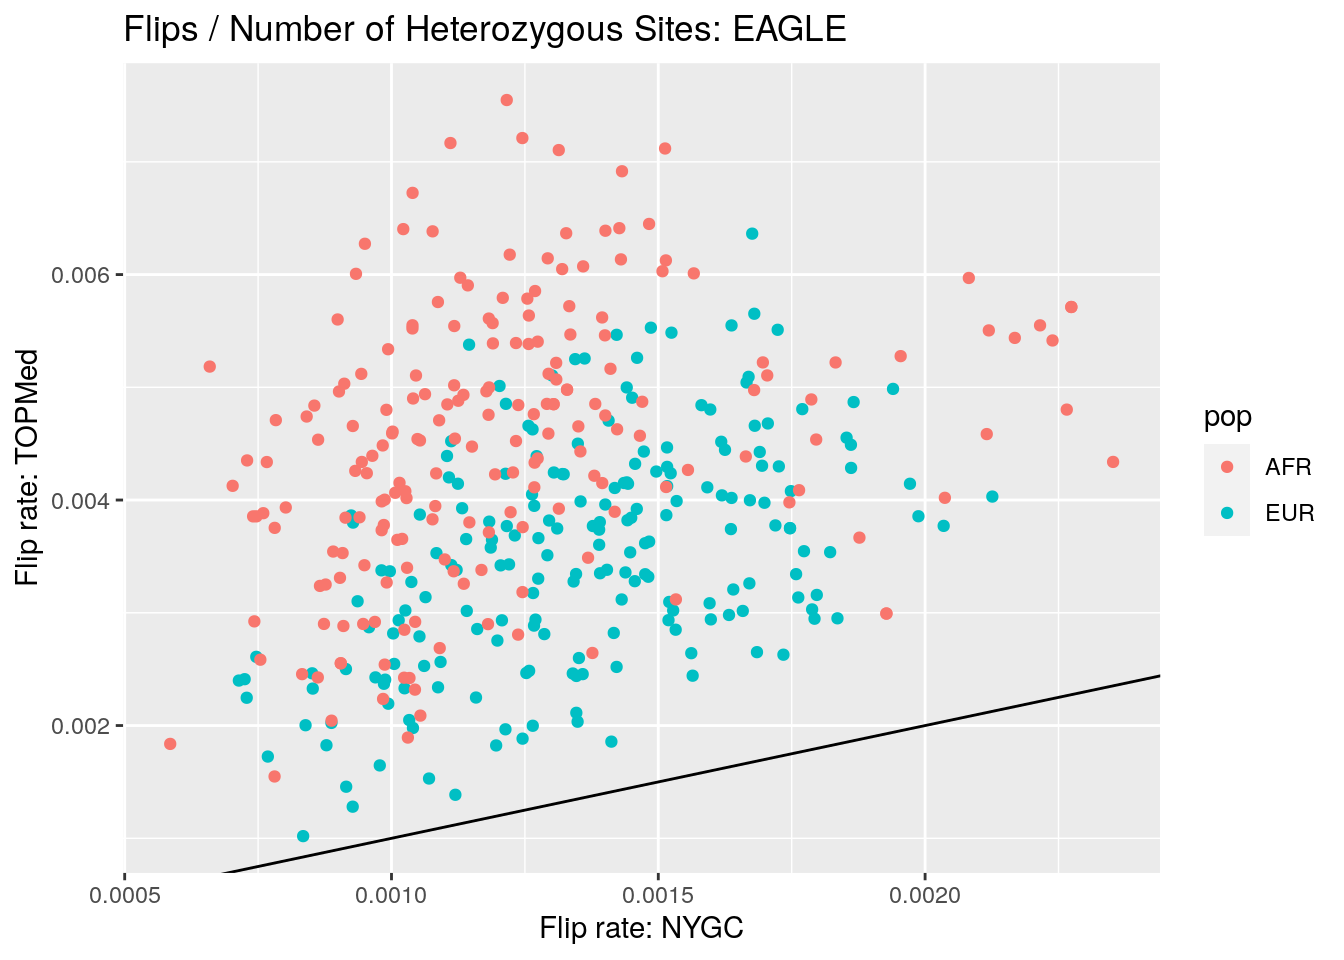 Flips / Number of Heterozygous Sites: EAGLE
Flip rate: TOPMed
0.006
0.004
0.002
0.0005
0.0010
0.0015
0.0020
Flip rate: NYGC
pop
AFR
EUR